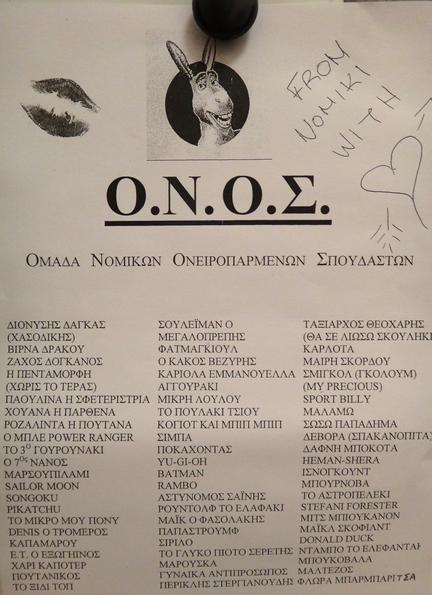 FROM
NOMIKI
WITH
Ο.Ν.Ο.Σ.
ΟΜΑΔΑ ΝΟΜΙΚΩΝ ΟΝΕΙΡΟΠΑΡΜΕΝΩΝ ΣΠΟΥΔΑΣΤΩΝ
ΔΙΟΝΥΣΗΣ ΔΑΓΚΑΣ
(ΧΑΣΟΔΙΚΗΣ)
ΒΙΡΝΑ ΔΡΑΚΟΥ
ΖΑΧΟΣ ΔΟΓΚΑΝΟΣ
Η ΠΕΝΤΑΜΟΡΦΗ
(ΧΩΡΙΣ ΤΟ ΤΕΡΑΣ)
ΠΑΟΥΛΙΝΑ Η ΣΦΕΤΕΡΙΣΤΡΙΑ
ΧΟΥΑΝΑ Η ΠΑΡΘΕΝΑ
ΡΟΖΑΛΙΝΤΑ Η ΠΟΥΤΑΝΑ
Ο ΜΠΛΕ POWER RANGER
ΤΟ 3Ο ΓΟΥΡΟΥΝΑΚΙ
Ο 7ΟΣ ΝΑΝΟΣ
ΜΑΡΣΟΥΠΙΛΑΜΙ
SAILOR MOON
SONGOKU
PIKATCHU
ΤΟ ΜΙΚΡΟ ΜΟΥ ΠΟΝΥ
DENIS Ο ΤΡΟΜΕΡΟΣ
ΚΑΠΑΜΑΡΟΥ
Ε.Τ. Ο ΕΞΩΓΗΙΝΟΣ
ΧΑΡΙ ΚΑΠΟΤΕΡ
ΠΟΥΤΑΝΙΚΟΣ
ΤΟ ΞΙΔΙ ΤΟΠ
ΣΟΥΛΕΪΜΑΝ Ο
ΜΕΓΑΛΟΠΡΕΠΗΣ
ΦΑΤΜΑΓΚΙΟΥΛ
Ο ΚΑΚΟΣ ΒΕΖΥΡΗΣ
ΚΑΡΙΟΛΑ ΕΜΜΑΝΟΥΕΛΛΑ
ΑΓΓΟΥΡΑΚΙ
ΜΙΚΡΗ ΛΟΥΛΟΥ
ΤΟ ΠΟΥΛΑΚΙ ΤΣΙΟΥ
ΚΟΓΙΟΤ ΚΑΙ ΜΠΙΠ ΜΠΙΠ
ΣΙΜΠΑ
ΠΟΚΑΧΟΝΤΑΣ
YU-GI-OH
ΒΑΤΜΑΝ
RAMBO
ΑΣΤΥΝΟΜΟΣ ΣΑΪΝΗΣ
ΡΟΥΝΤΟΛΦ ΤΟ ΕΛΑΦΑΚΙ
ΜΑΪΚ Ο ΦΑΣΟΛΑΚΗΣ
ΠΑΠΑΣΤΡΟΥΜΦ
ΣΙΡΙΛΟ
ΤΟ ΓΛΥΚΟ ΠΙΟΤΟ ΣΕΡΕΤΗΣ
ΜΑΡΟΥΣΚΑ
ΓΥΝΑΙΚΑ ΑΝΤΙΠΡΟΣΩΠΟΣ
ΠΕΡΙΚΛΗΣ ΣΤΕΡΓΙΑΝΟΥΔΗΣ
ΤΑΞΙΑΡΧΟΣ ΘΕΟΧΑΡΗΣ
(ΘΑ ΣΕ ΛΙΩΣΩ ΣΚΟΥΛΗΚΙ
ΚΑΡΛΟΤΑ
ΜΑΙΡΗ ΣΚΟΡΔΟΥ
ΣΜΙΓΚΟΛ (ΓΚΟΛΟΥΜ)
(MY PRECIOUS)
SPORT BILLY
ΜΑΛΑΜΩ
ΣΩΣΩ ΠΑΠΑΔΗΜΑ
ΔΕΒΟΡΑ (ΣΠΑΚΑΝΟΠΙΤΑ)
ΔΑΦΝΗ ΜΠΟΚΟΤΑ
HEMAN-SHERA
ΙΣΝΟΓΚΟΥΝΤ
ΜΠΟΥΡΝΟΒΑ
ΤΟ ΑΣΤΡΟΠΕΛΕΚΙ
STEFANI FORESTER
ΜΙΤΣ ΜΠΙΟΥΚΑΝΟΝ
ΜΑΪΚΛ ΣΚΟΦΙΛΝΤ
DONALD DUCK
ΝΤΑΜΠΟ ΤΟ ΕΛΕΦΑΝΤΑΚΙ
ΜΠΟΥΚΟΒΑΛΑ
ΜΑΛΤΕΖΟΣ
ΦΛΩΡΑ ΜΠΑΡΜΠΑΡΙΤΣΑ